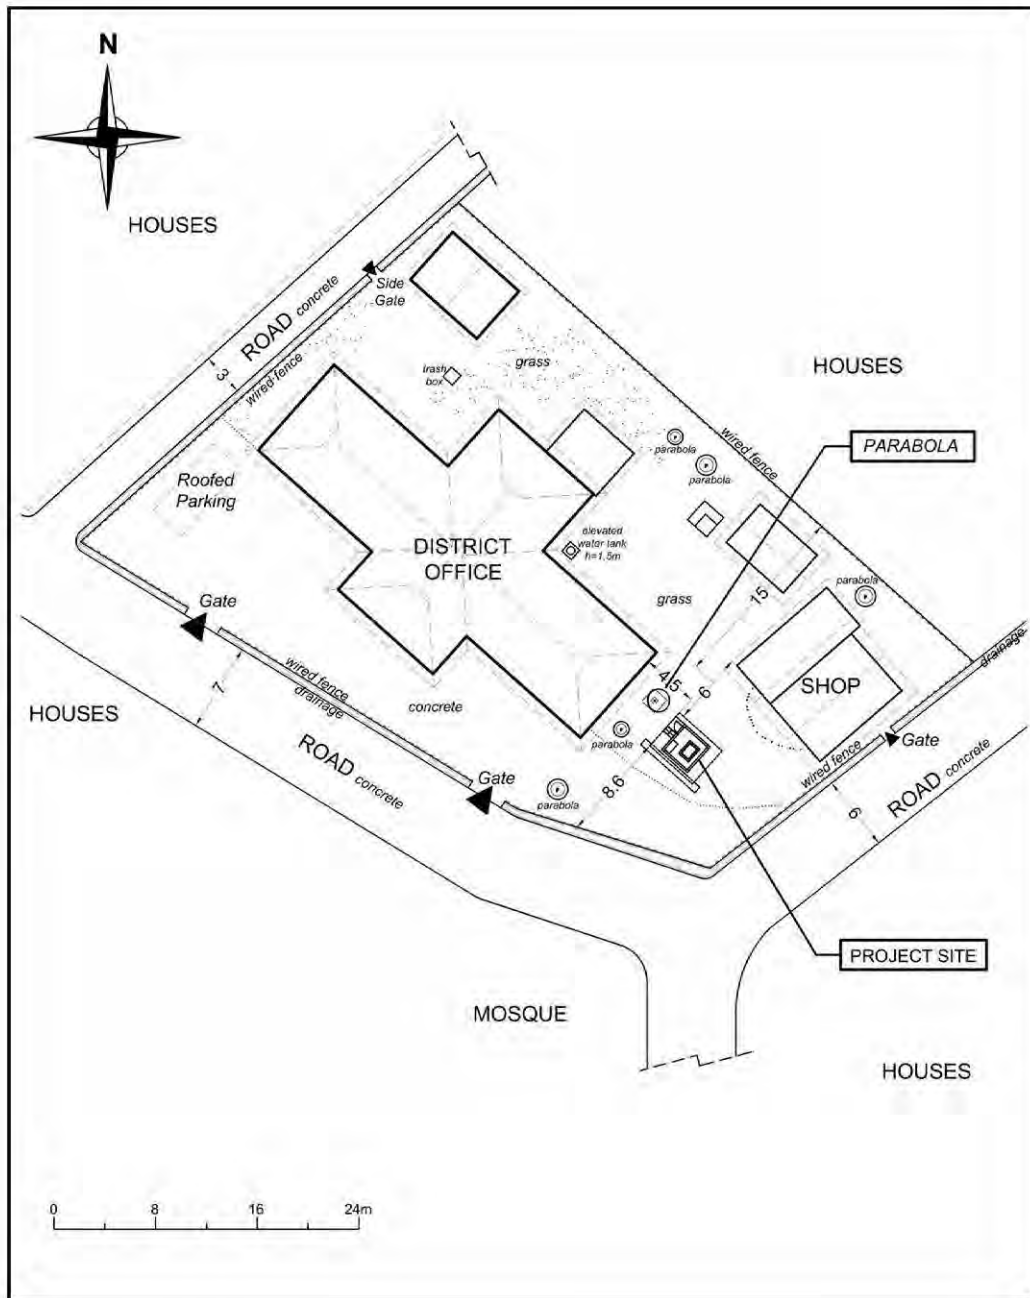 N
HOUSES
Side
Gate
ROAD concrete
3
wired fence
trash
box
grass
HOUSES
wired fence
PARABOLA
parabola
parabola
Roofed
Parking
DISTRICT
OFFICE
elevated
water tank
h=1.5m
grass
15
parabola
Gate
drainage
4.5
6
SHOP
7
wired fence
drainage
HOUSES
concrete
parabola
Gate
wired fence
ROAD concrete
8.6
Gate
ROAD concrete
6
parabola
PROJECT SITE
MOSQUE
HOUSES
0 8 16 24m